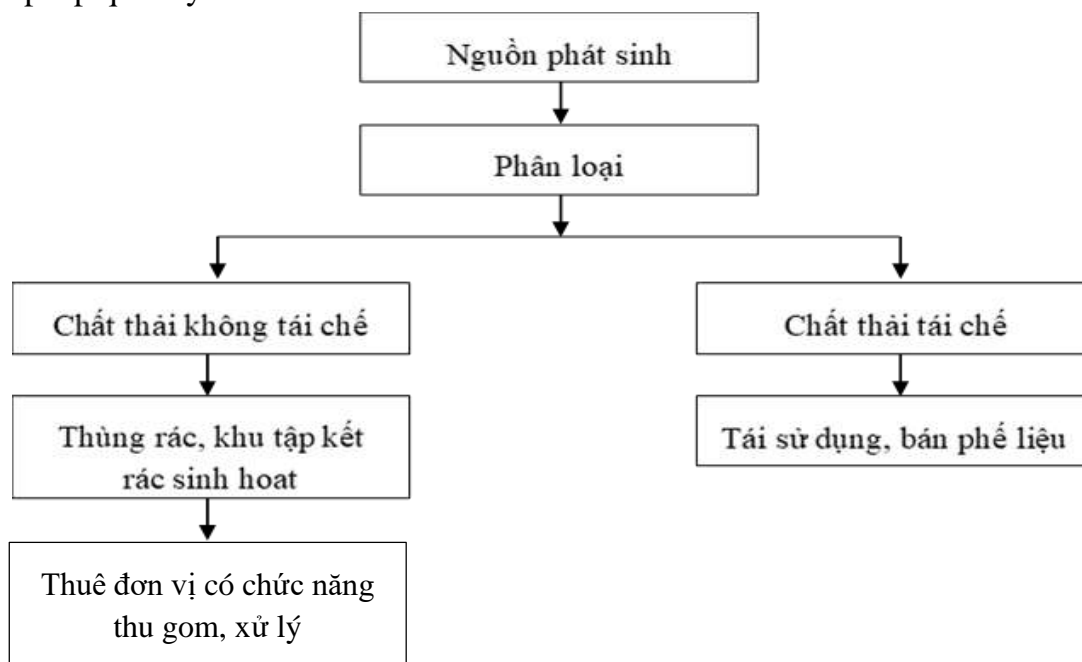 Nguồn phát sinh
Phân loại
Chất thải không tái chế
Chất thải tái chế
Thùng rác, khu tập kết
rác sinh hoat
Tái sử dụng, bán phế liệu
Thuê đơn vị có chức năng
thu gom, xử lý